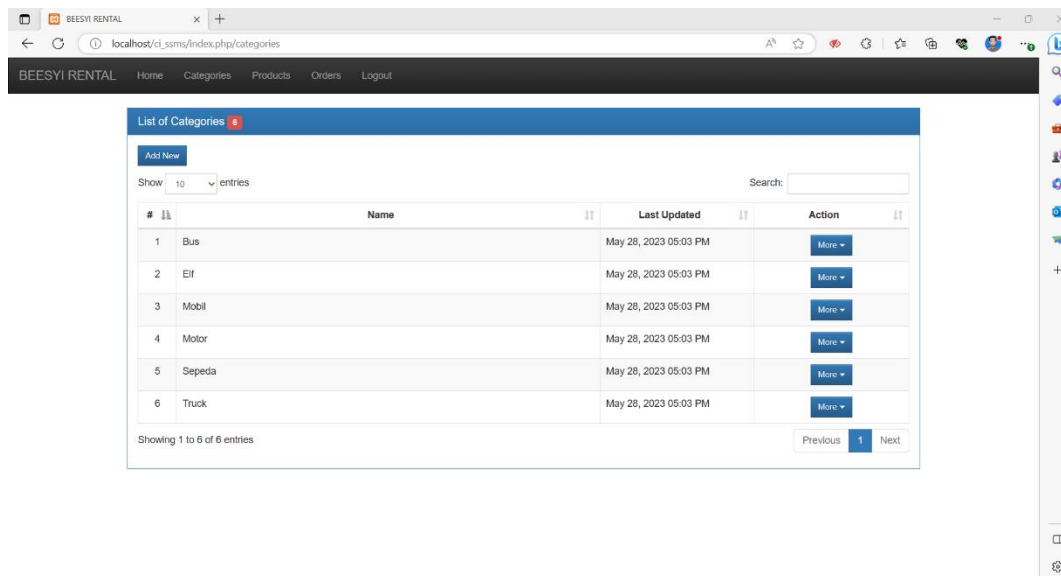 BEESYI RENTAL
localhost/ci_ssms/index.php/categories
BEESYI RENTAL Home Categories Products Orders Logout
List of Categories 6
Add New
Show 10 entries Search:
# Name Last Updated Action
1 Bus May 28, 2023 05:03 PM More
2 Elf May 28, 2023 05:03 PM More
3 Mobil May 28, 2023 05:03 PM More
4 Motor May 28, 2023 05:03 PM More
5 Sepeda May 28, 2023 05:03 PM More
6 Truck May 28, 2023 05:03 PM More
Showing 1 to 6 of 6 entries Previous 1 Next